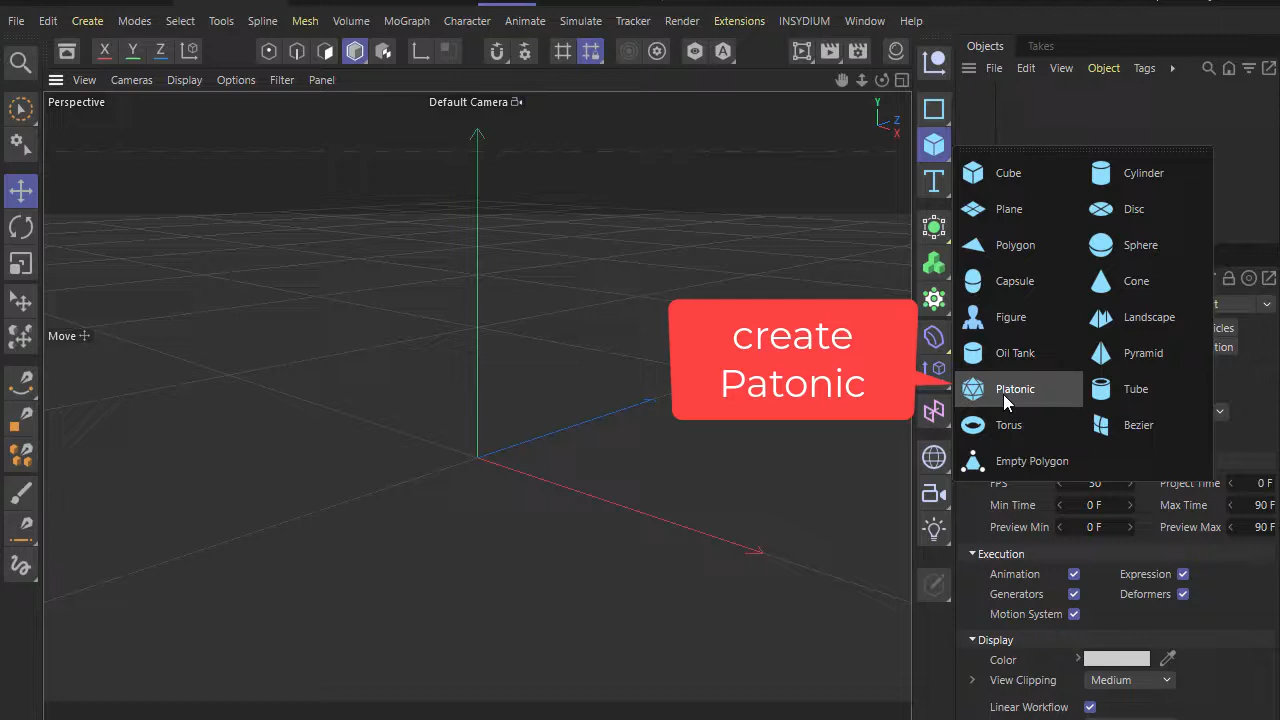 File Edit Create Modes Select Tools Spline Mesh Volume MoGraph Character Animate Simulate Tracker Render Extensions INSYDIUM Window Help
X Y Z
Objects Takes
View Cameras Display Options Filter Panel
File Edit View Object Tags
Perspective
Default Camera
Y
Z
X
Cube Cylinder
Plane Disc
Polygon Sphere
Capsule Cone
Figure Landscape
Oil Tank Pyramid
Platonic Tube
Torus Bezier
Empty Polygon
Move
create
Patonic
FPS 30 Project Time 0 F
Min Time 0 F Max Time 90 F
Preview Min 0 F Preview Max 90 F
Execution
Animation Expression
Generators Deformers
Motion System
Display
Color
View Clipping Medium
Linear Workflow